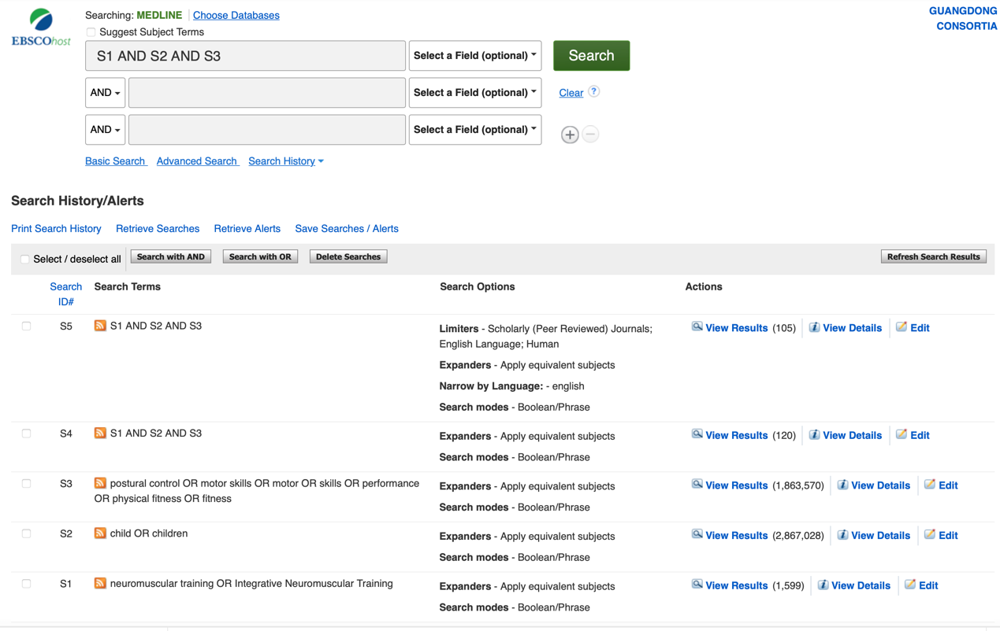 Searching: MEDLINE Choose Databases
GUANGDONG
CONSORTIA
Suggest Subject Terms
EBSCOhost
S1 AND S2 AND S3 Select a Field (optional) Search
AND Select a Field (optional) Clear ?
AND Select a Field (optional)
Basic Search Advanced Search Search History
Search History/Alerts
Print Search History Retrieve Searches Retrieve Alerts Save Searches / Alerts
Select / deselect all Search with AND Search with OR Delete Searches Refresh Search Results
Search ID# Search Terms Search Options Actions
S5 S1 AND S2 AND S3 Limiters - Scholarly (Peer Reviewed) Journals; View Results (105) View Details Edit
English Language; Human
Expanders - Apply equivalent subjects
Narrow by Language: - english
Search modes - Boolean/Phrase
S4 S1 AND S2 AND S3 Expanders - Apply equivalent subjects View Results (120) View Details Edit
Search modes - Boolean/Phrase
S3 postural control OR motor skills OR motor OR skills OR performance Expanders - Apply equivalent subjects View Results (1,863,570) View Details Edit
OR physical fitness OR fitness
Search modes - Boolean/Phrase
S2 child OR children Expanders - Apply equivalent subjects View Results (2,867,028) View Details Edit
Search modes - Boolean/Phrase
S1 neuromuscular training OR Integrative Neuromuscular Training Expanders - Apply equivalent subjects View Results (1,599) View Details Edit
Search modes - Boolean/Phrase